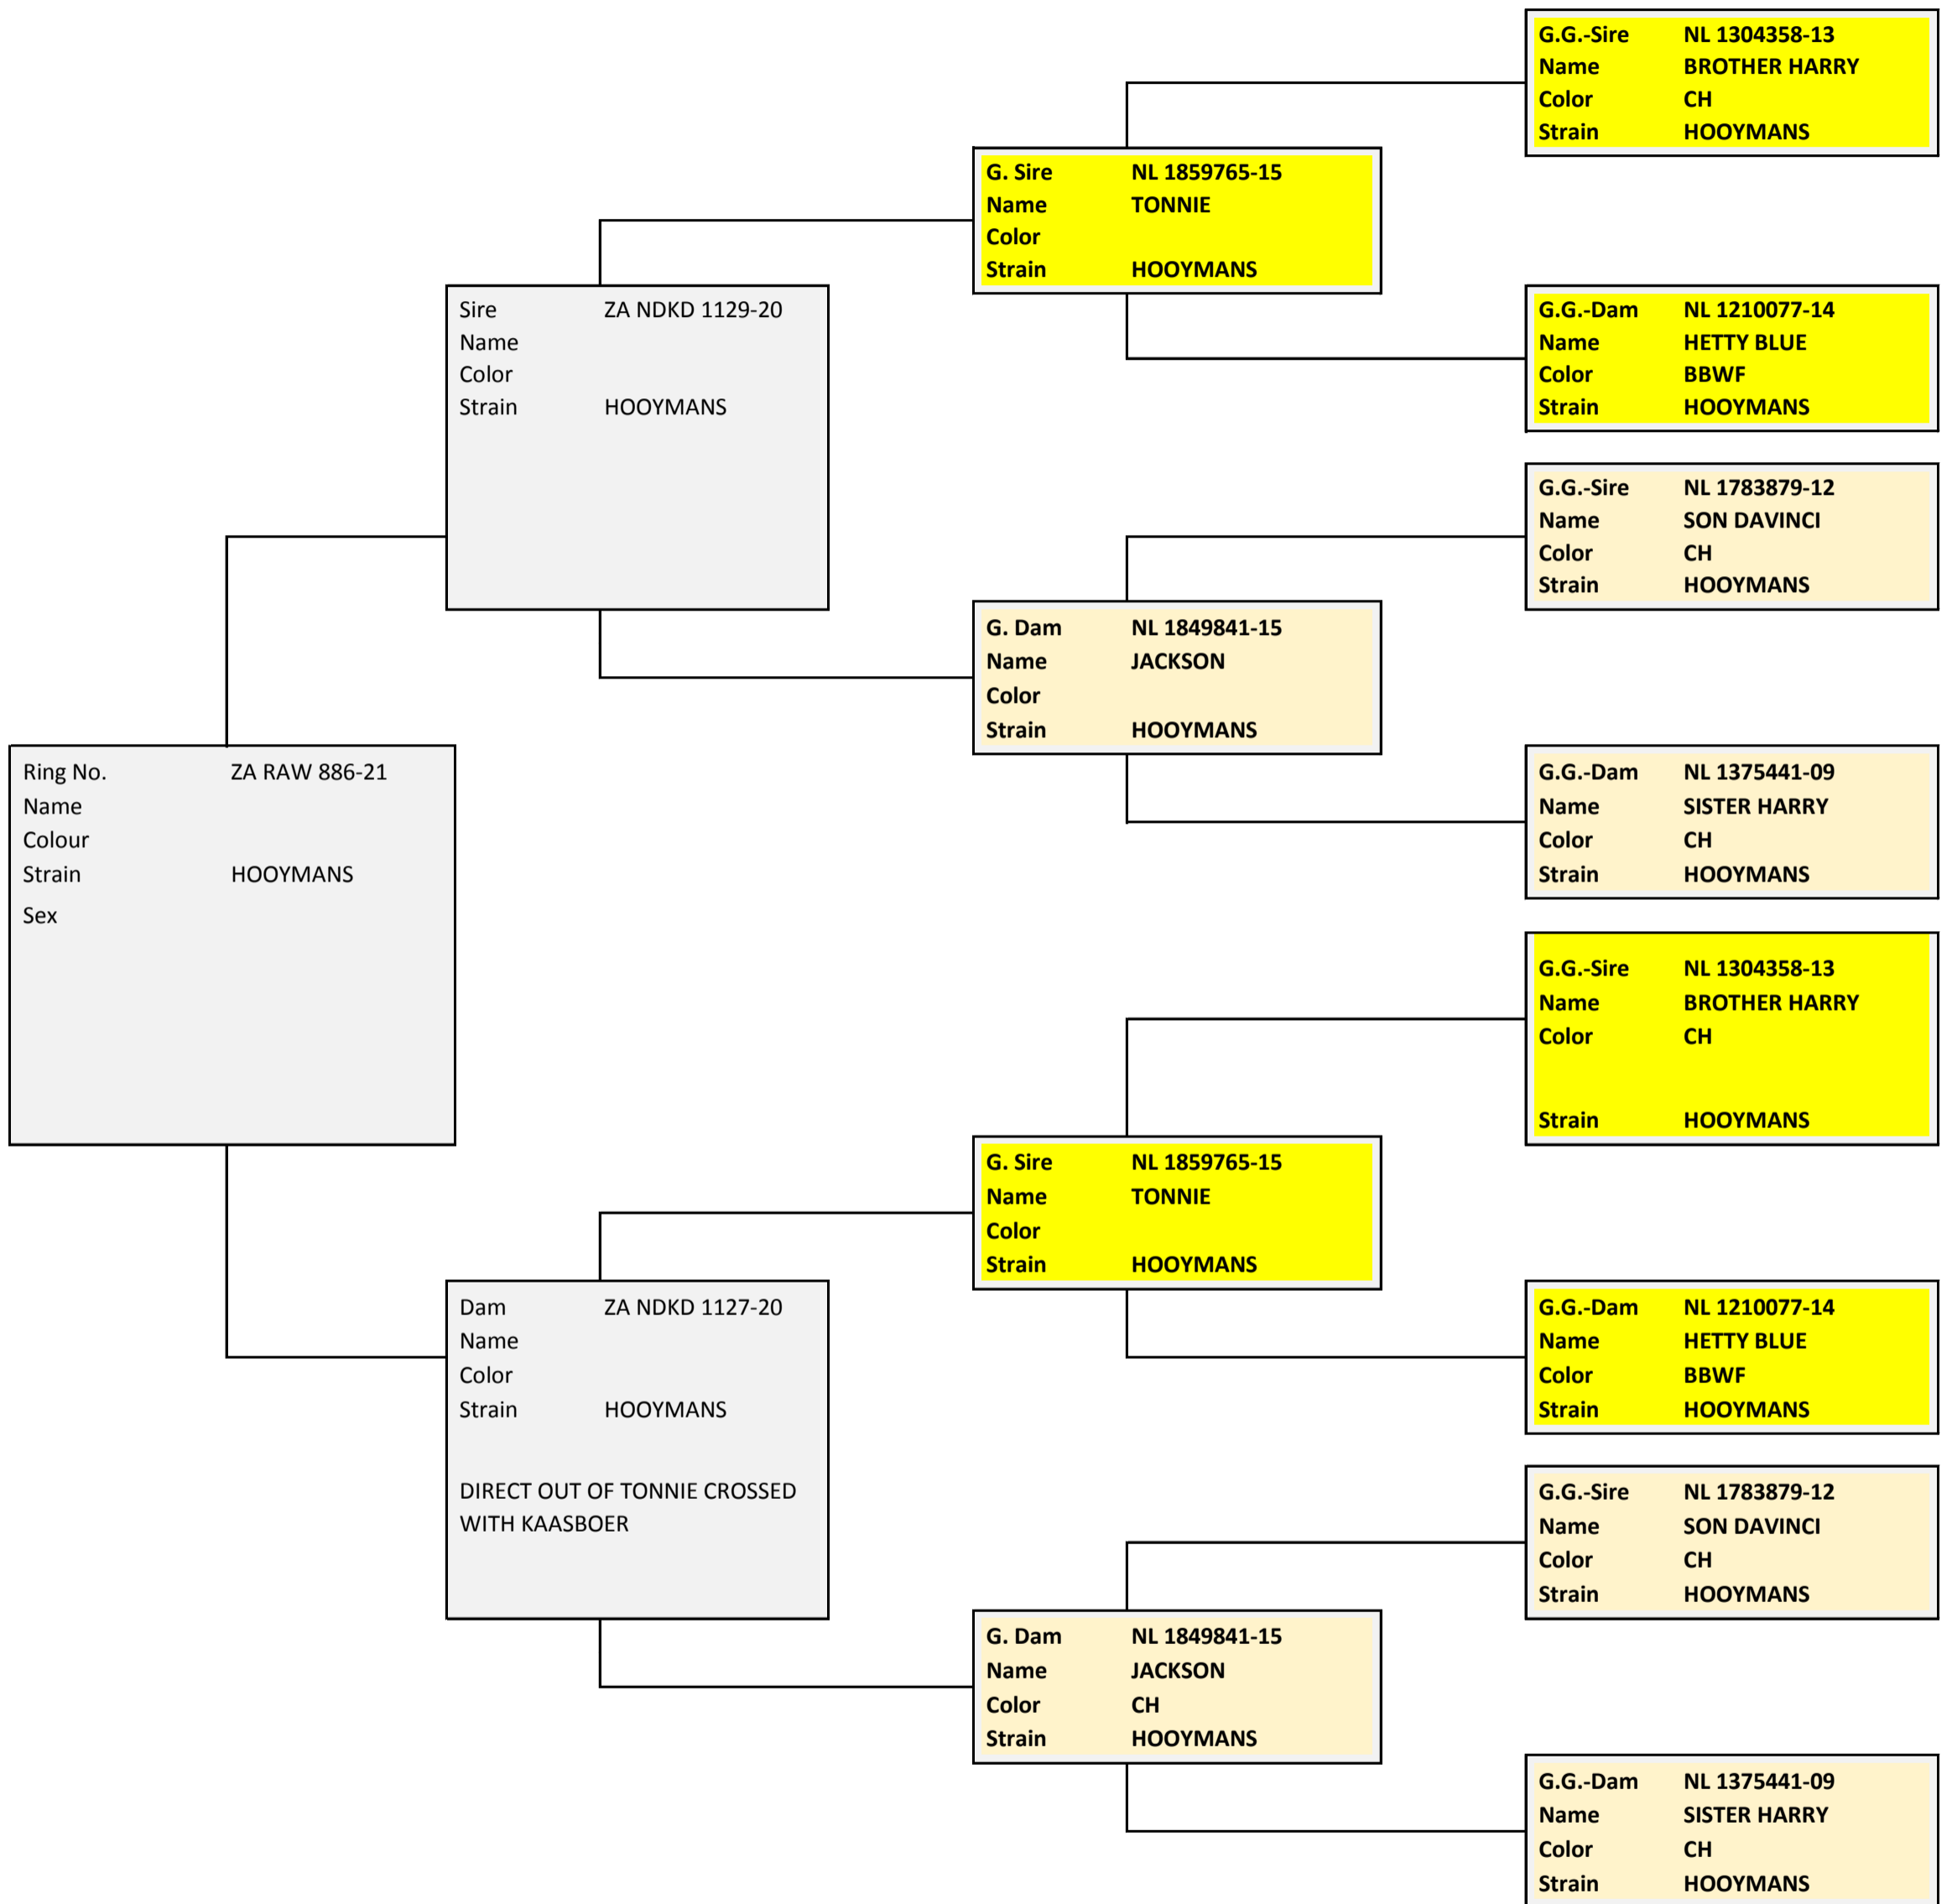 G.G.-Sire NL 1304358-13
Name BROTHER HARRY
Color CH
Strain HOOYMANS
G. Sire NL 1859765-15
Name TONNIE
Color
Strain HOOYMANS
Sire ZA NDKD 1129-20
Name
Color
Strain HOOYMANS
G.G.-Dam NL 1210077-14
Name HETTY BLUE
Color BBWF
Strain HOOYMANS
G.G.-Sire NL 1783879-12
Name SON DAVINCI
Color CH
Strain HOOYMANS
G. Dam NL 1849841-15
Name JACKSON
Color
Strain HOOYMANS
G.G.-Dam NL 1375441-09
Name SISTER HARRY
Color CH
Strain HOOYMANS
Ring No. ZA RAW 886-21
Name
Colour
Strain HOOYMANS
Sex
G.G.-Sire NL 1304358-13
Name BROTHER HARRY
Color CH
Strain HOOYMANS
G. Sire NL 1859765-15
Name TONNIE
Color
Strain HOOYMANS
Dam ZA NDKD 1127-20
Name
Color
Strain HOOYMANS
DIRECT OUT OF TONNIE CROSSED
WITH KAASBOER
G.G.-Dam NL 1210077-14
Name HETTY BLUE
Color BBWF
Strain HOOYMANS
G.G.-Sire NL 1783879-12
Name SON DAVINCI
Color CH
Strain HOOYMANS
G. Dam NL 1849841-15
Name JACKSON
Color CH
Strain HOOYMANS
G.G.-Dam NL 1375441-09
Name SISTER HARRY
Color CH
Strain HOOYMANS